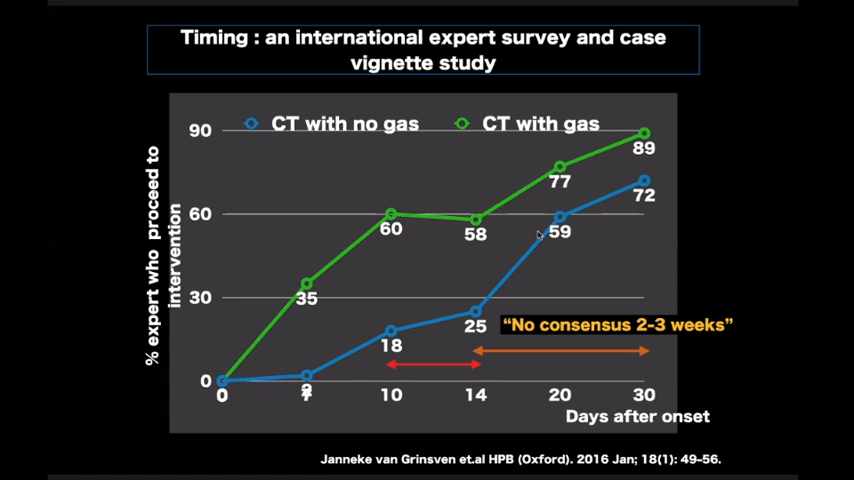 Timing : an international expert survey and case
vignette study
CT with no gas
CT with gas
90
60
30
0
% expert who proceed to
intervention
35
60
58
77
89
18
25
59
72
"No consensus 2-3 weeks"
0
10
14
20
30
Days after onset
Janneke van Grinsven et.al HPB (Oxford). 2016 Jan; 18(1): 49-56.